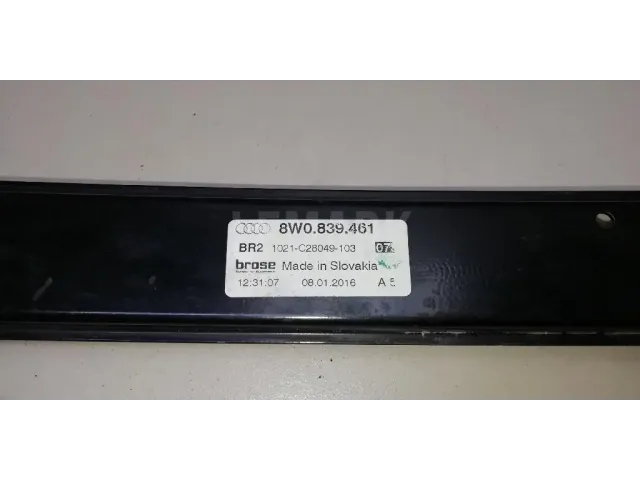 8W0.839.461
BR2 1021-C28049-103 07
brose Made in Slovakia
12:31:07 08.01.2016 A 5